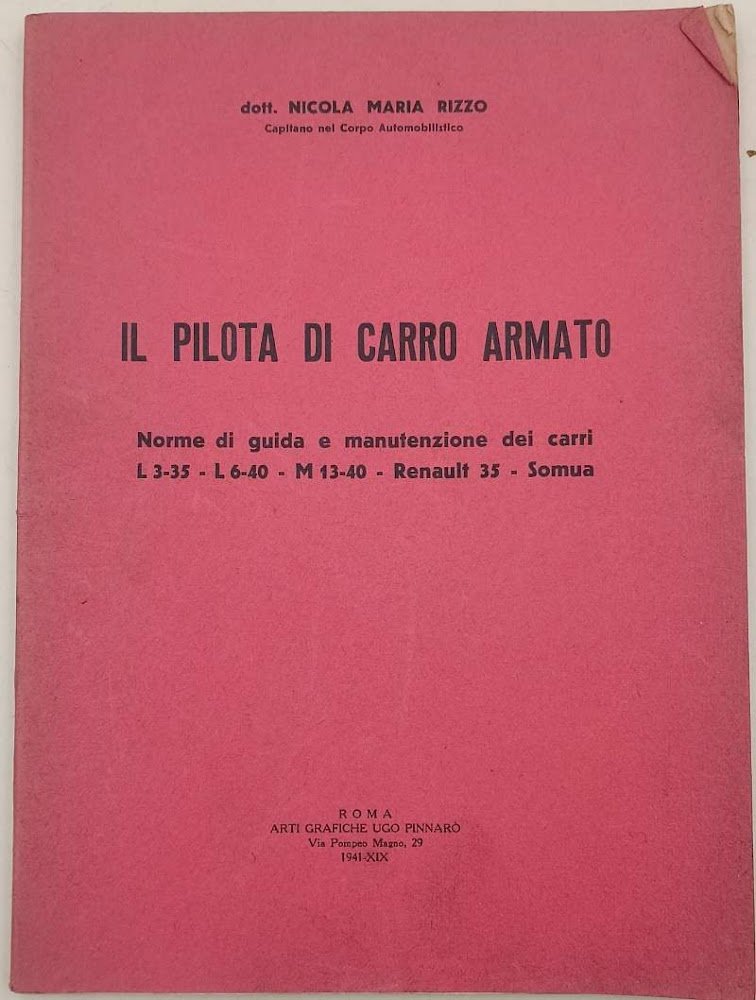 dott. NICOLA MARIA RIZZO
Capitano nel Corpo Automobilistico
IL PILOTA DI CARRO ARMATO
Norme di guida e manutenzione dei carri
L 3-35 - L 6-40 - M 13-40 - Renault 35 - Somua
ROMA
ARTI GRAFICHE UGO PINNARÒ
Via Pompeo Magno, 29
1941-XIX